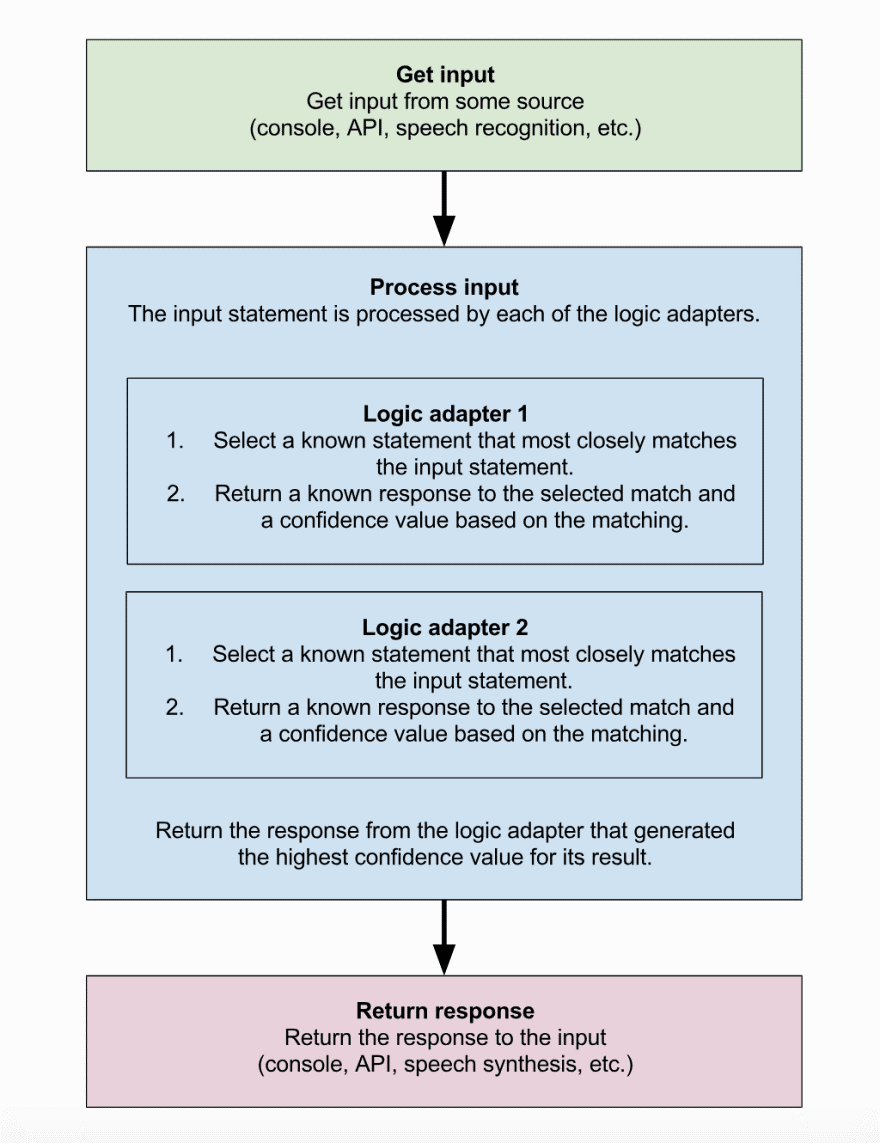 Get input
Get input from some source
(console, API, speech recognition, etc.)
Process input
The input statement is processed by each of the logic adapters.
Logic adapter 1
1. Select a known statement that most closely matches
the input statement.
2. Return a known response to the selected match and
a confidence value based on the matching.
Logic adapter 2
1. Select a known statement that most closely matches
the input statement.
2. Return a known response to the selected match and
a confidence value based on the matching.
Return the response from the logic adapter that generated
the highest confidence value for its result.
Return response
Return the response to the input
(console, API, speech synthesis, etc.)